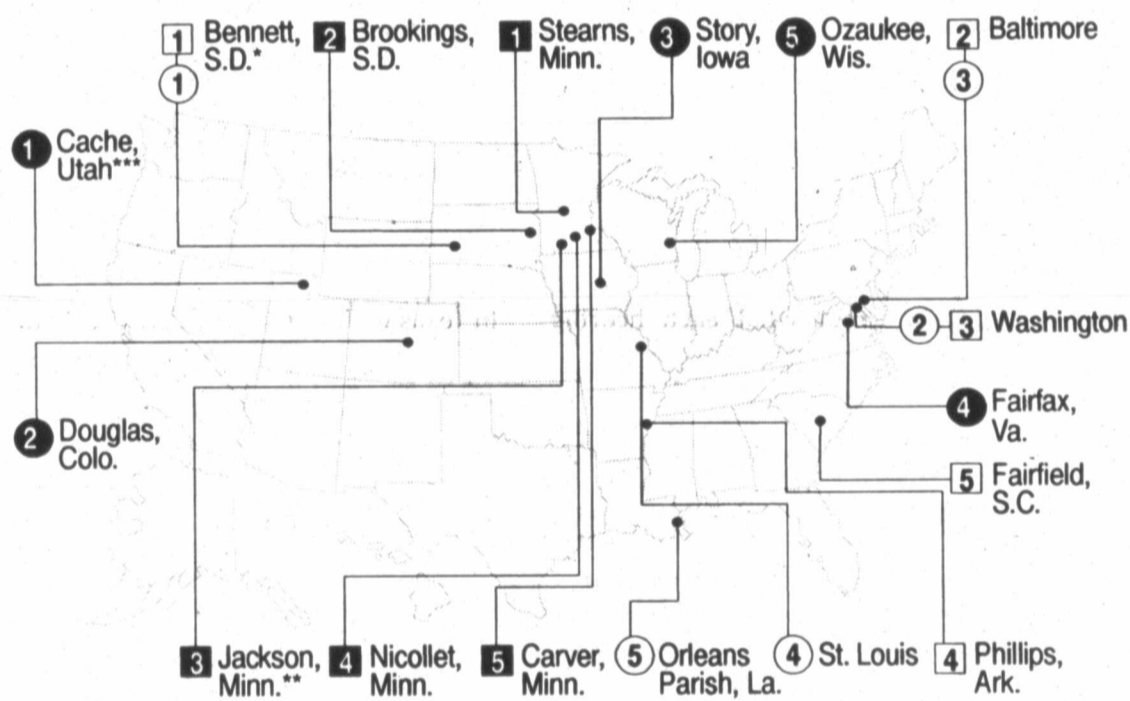 1 Bennett,
S.D.*
1
2 Brookings,
S.D.
1 Stearns,
Minn.
3 Story,
Iowa
5 Ozaukee,
Wis.
2 Baltimore
3
1 Cache,
Utah***
2 3 Washington
4 Fairfax,
Va.
2 Douglas,
Colo.
5 Fairfield,
S.C.
3 Jackson,
Minn.**
4 Nicollet,
Minn.
5 Carver,
Minn.
5 Orleans
Parish, La.
4 St. Louis
4 Phillips,
Ark.